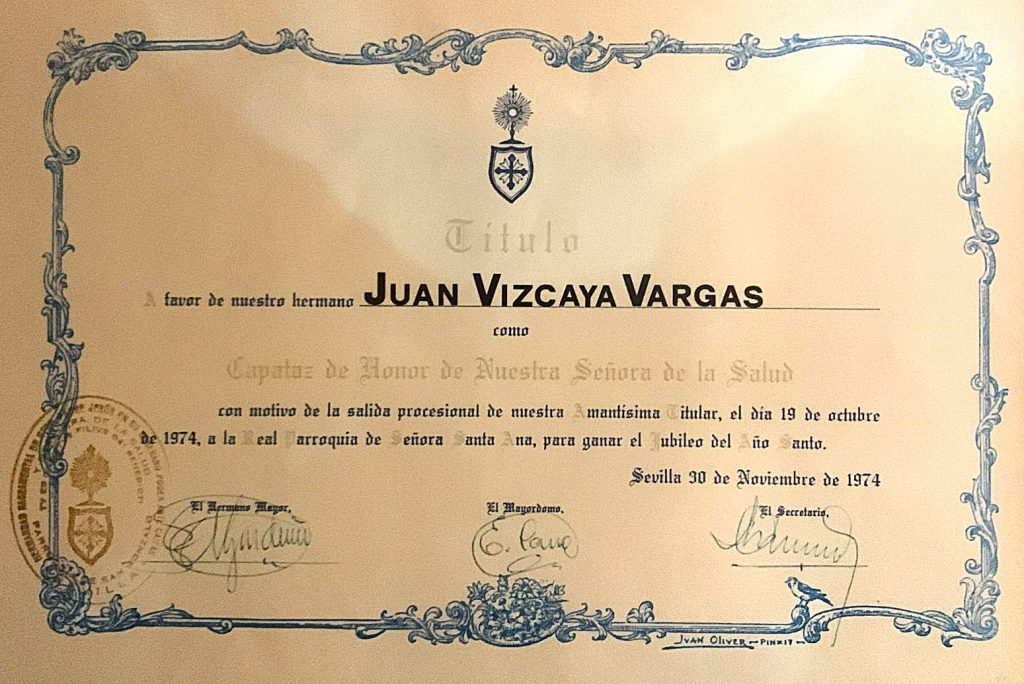 Título
A favor de nuestro hermano JUAN VIZCAYA VARGAS
como
Capataz de Honor de Nuestra Señora de la Salud
con motivo de la salida procesional de nuestra Amantísima Titular, el día 19 de octubre
de 1974, a la Real Parroquia de Señora Santa Ana, para ganar el Jubileo del Año Santo.
Sevilla 30 de Noviembre de 1974
El Hermano Mayor, El Mayordomo, El Secretario,
JUAN OLIVER - PINXIT -